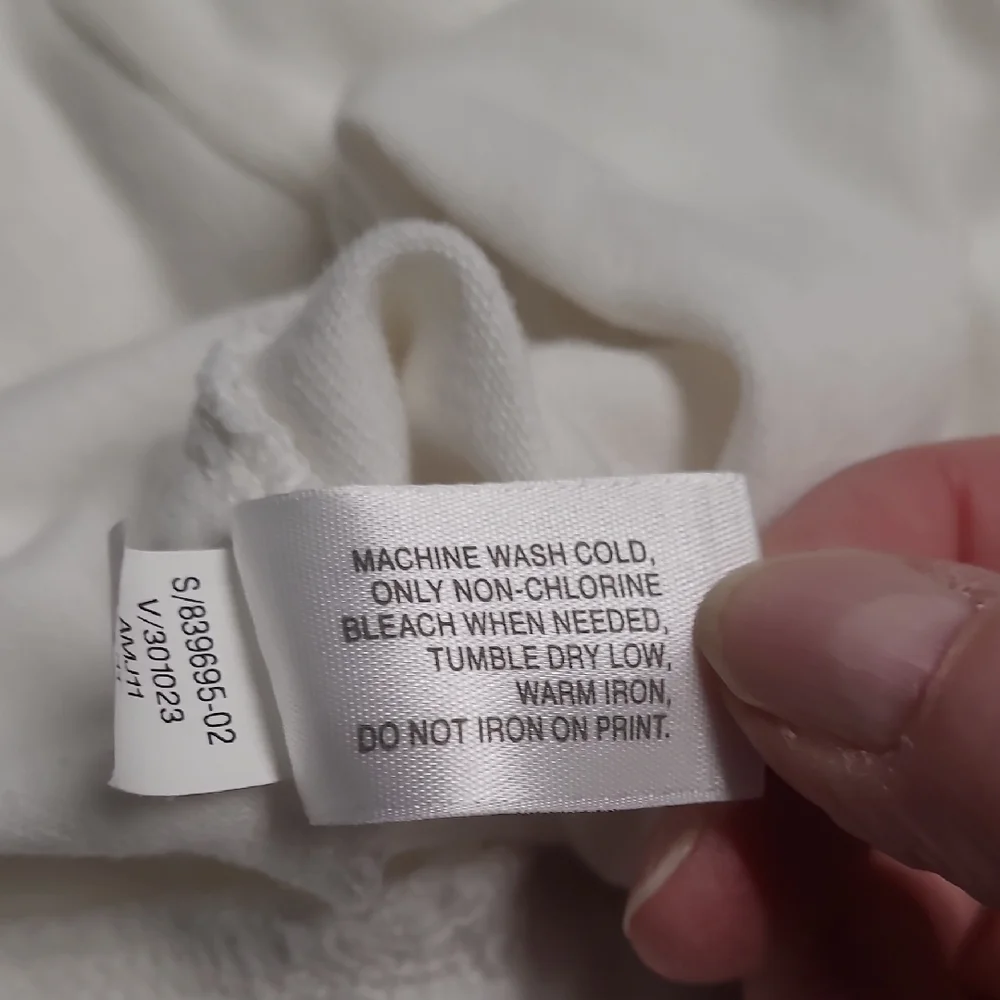 MACHINE WASH COLD,
ONLY NON-CHLORINE
BLEACH WHEN NEEDED,
TUMBLE DRY LOW,
WARM IRON,
DO NOT IRON ON PRINT.
S/839695-02
V/301023